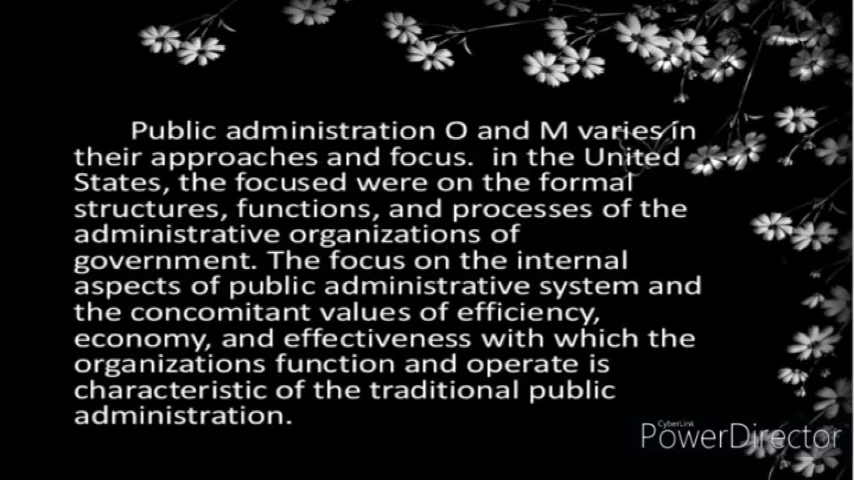 Public administration O and M varies in
their approaches and focus.  in the United
States, the focused were on the formal
structures, functions, and processes of the
administrative organizations of
government. The focus on the internal
aspects of public administrative system and
the concomitant values of efficiency,
economy, and effectiveness with which the
organizations function and operate is
characteristic of the traditional public
administration.
CyberLink
PowerDirector